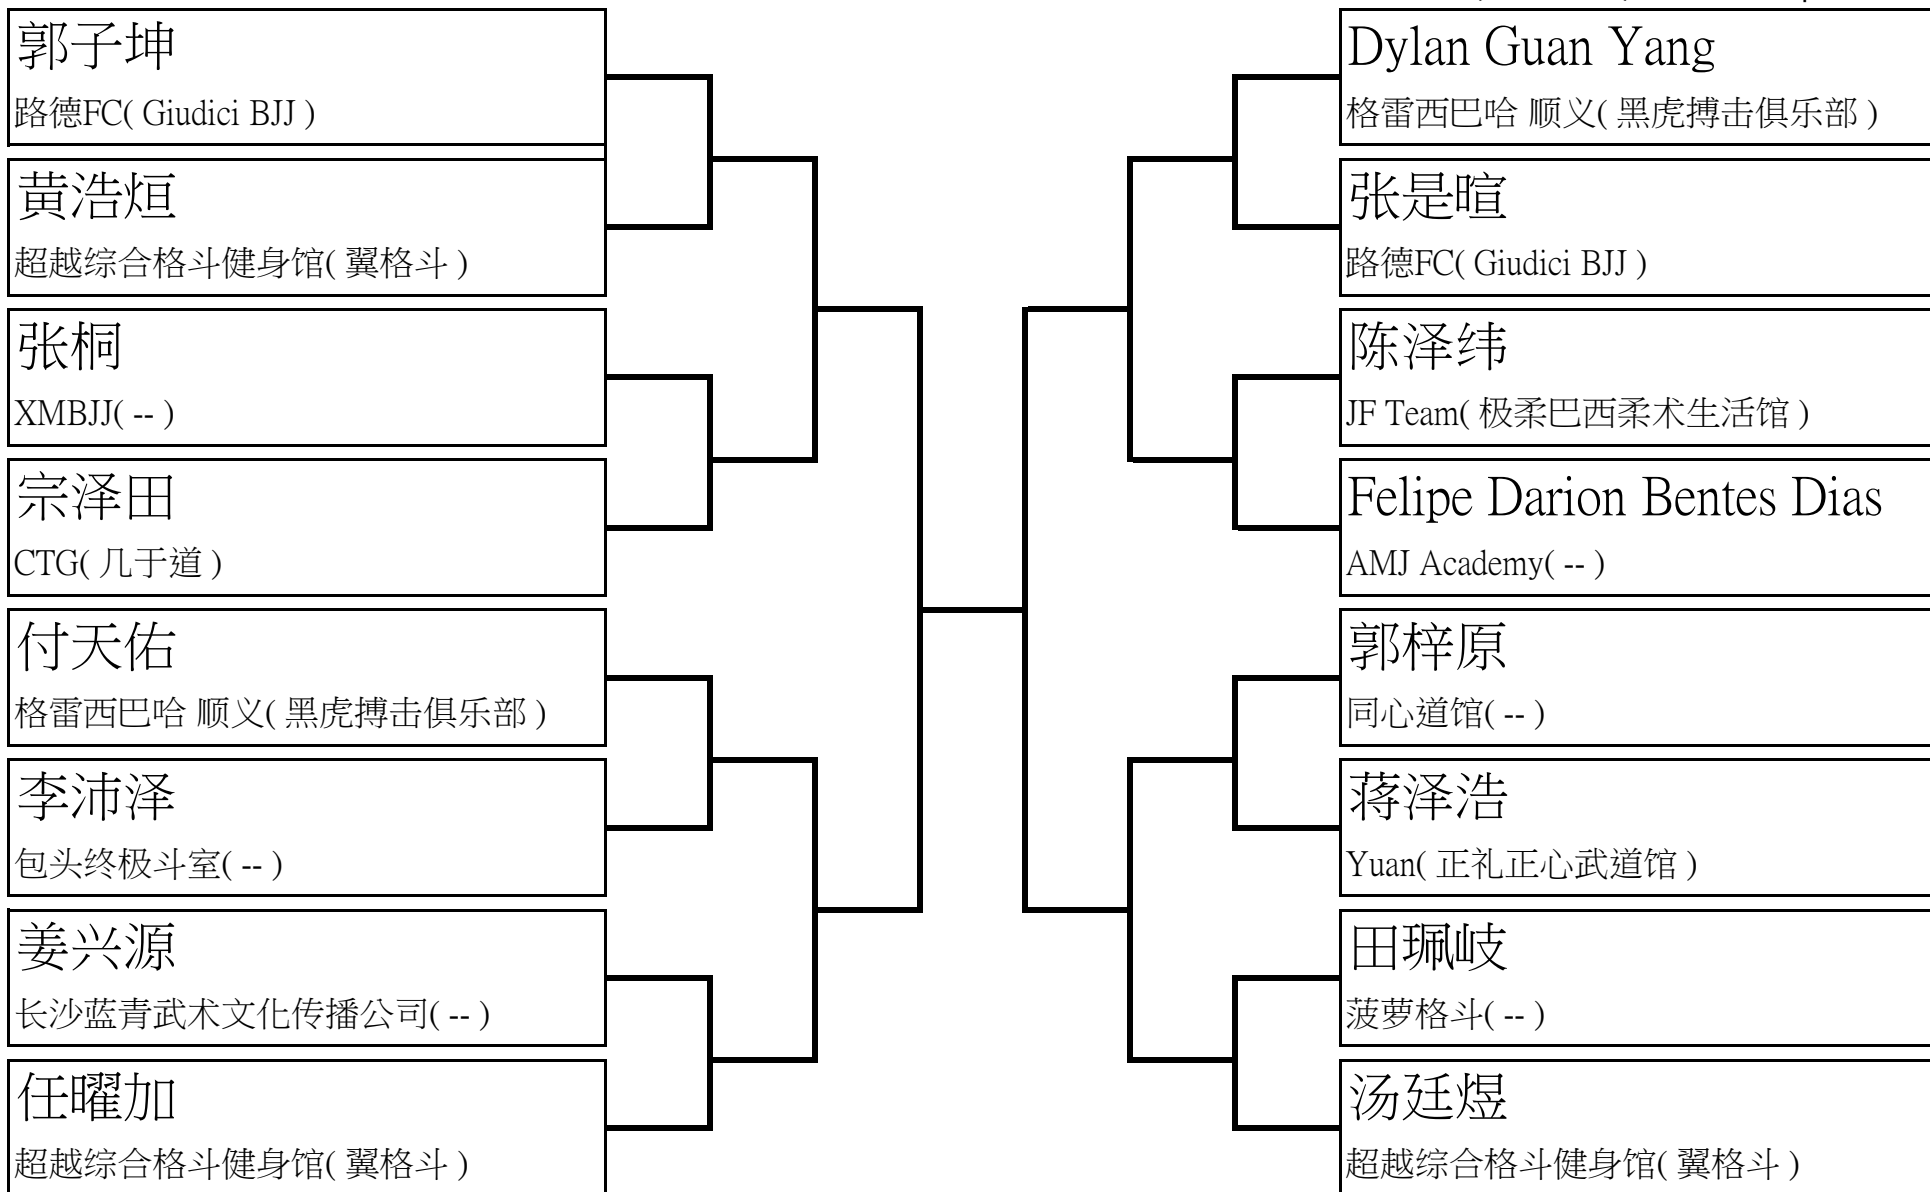 郭子坤
路德FC( Giudici BJJ )
黄浩烜
超越综合格斗健身馆( 翼格斗 )
张桐
XMBJJ( -- )
宗泽田
CTG( 几于道 )
付天佑
格雷西巴哈 顺义( 黑虎搏击俱乐部 )
李沛泽
包头终极斗室( -- )
姜兴源
长沙蓝青武术文化传播公司( -- )
任曜加
超越综合格斗健身馆( 翼格斗 )
Dylan Guan Yang
格雷西巴哈 顺义( 黑虎搏击俱乐部 )
张是暄
路德FC( Giudici BJJ )
陈泽纬
JF Team( 极柔巴西柔术生活馆 )
Felipe Darion Bentes Dias
AMJ Academy( -- )
郭梓原
同心道馆( -- )
蒋泽浩
Yuan( 正礼正心武道馆 )
田珮岐
菠萝格斗( -- )
汤廷煜
超越综合格斗健身馆( 翼格斗 )